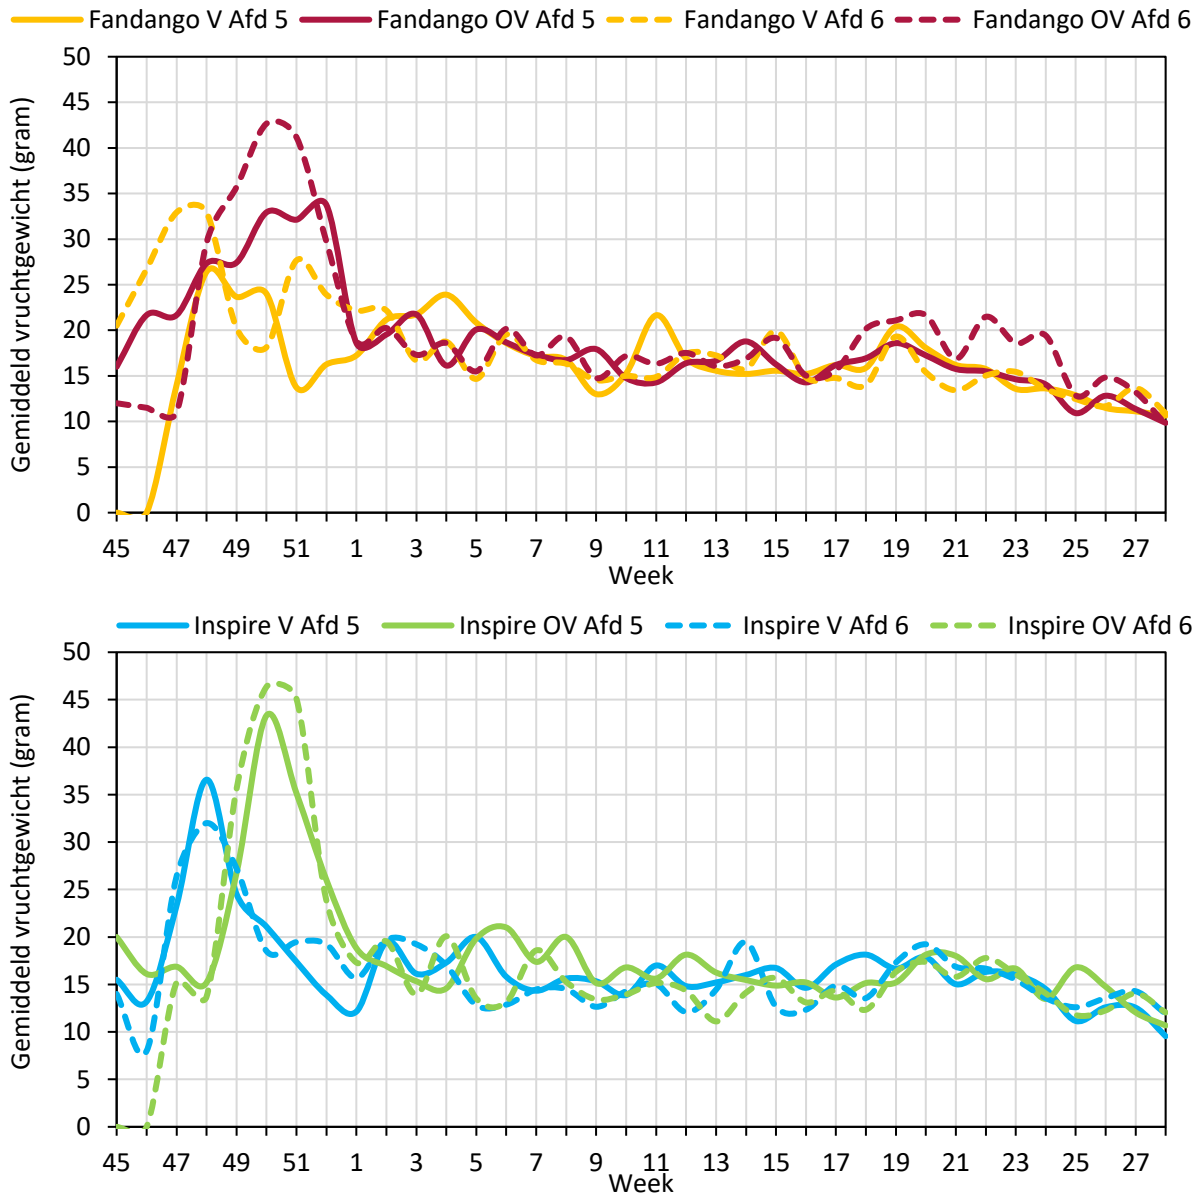 Fandango V Afd 5 Fandango OV Afd 5 Fandango V Afd 6 Fandango OV Afd 6
Gemiddeld vruchtgewicht (gram)
50
45
40
35
30
25
20
15
10
5
0
45 47 49 51 1 3 5 7 9 11 13 15 17 19 21 23 25 27
Week
Inspire V Afd 5 Inspire OV Afd 5 Inspire V Afd 6 Inspire OV Afd 6
Gemiddeld vruchtgewicht (gram)
50
45
40
35
30
25
20
15
10
5
0
45 47 49 51 1 3 5 7 9 11 13 15 17 19 21 23 25 27
Week